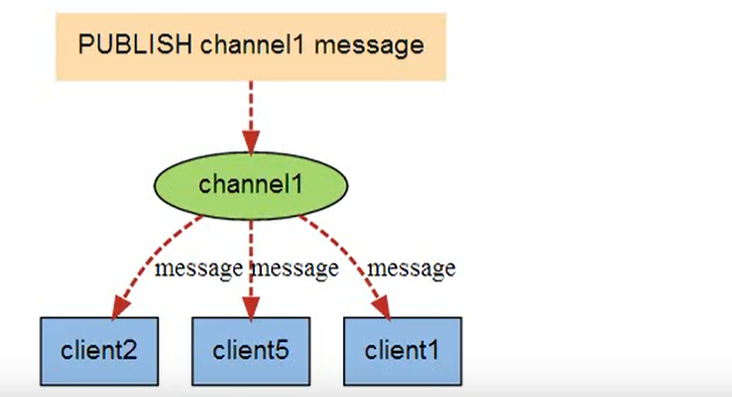 PUBLISH channel1 message
channel1
message message message
client2 client5 client1